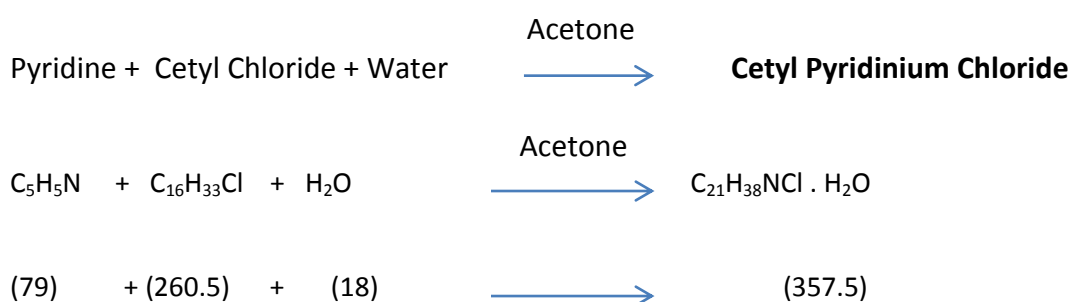 Acetone
Pyridine + Cetyl Chloride + Water Cetyl Pyridinium Chloride
Acetone
C₅H₅N + C₁₆H₃₃Cl + H₂O C₂₁H₃₈NCl . H₂O
(79) + (260.5) + (18) (357.5)